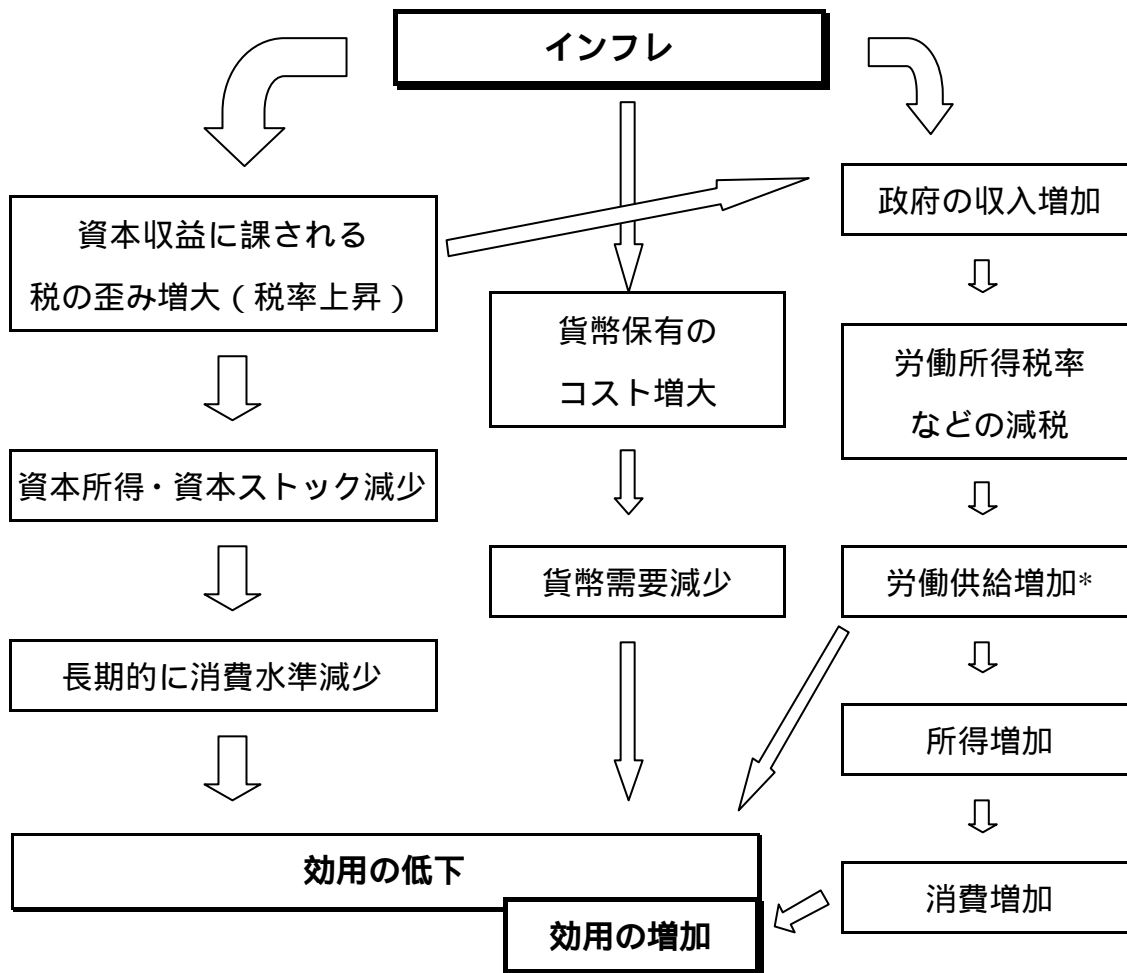 インフレ
資本収益に課される
税の歪み増大（税率上昇）
資本所得・資本ストック減少
長期的に消費水準減少
貨幣保有の
コスト増大
貨幣需要減少
政府の収入増加
労働所得税率
などの減税
労働供給増加*
所得増加
消費増加
効用の低下
効用の増加